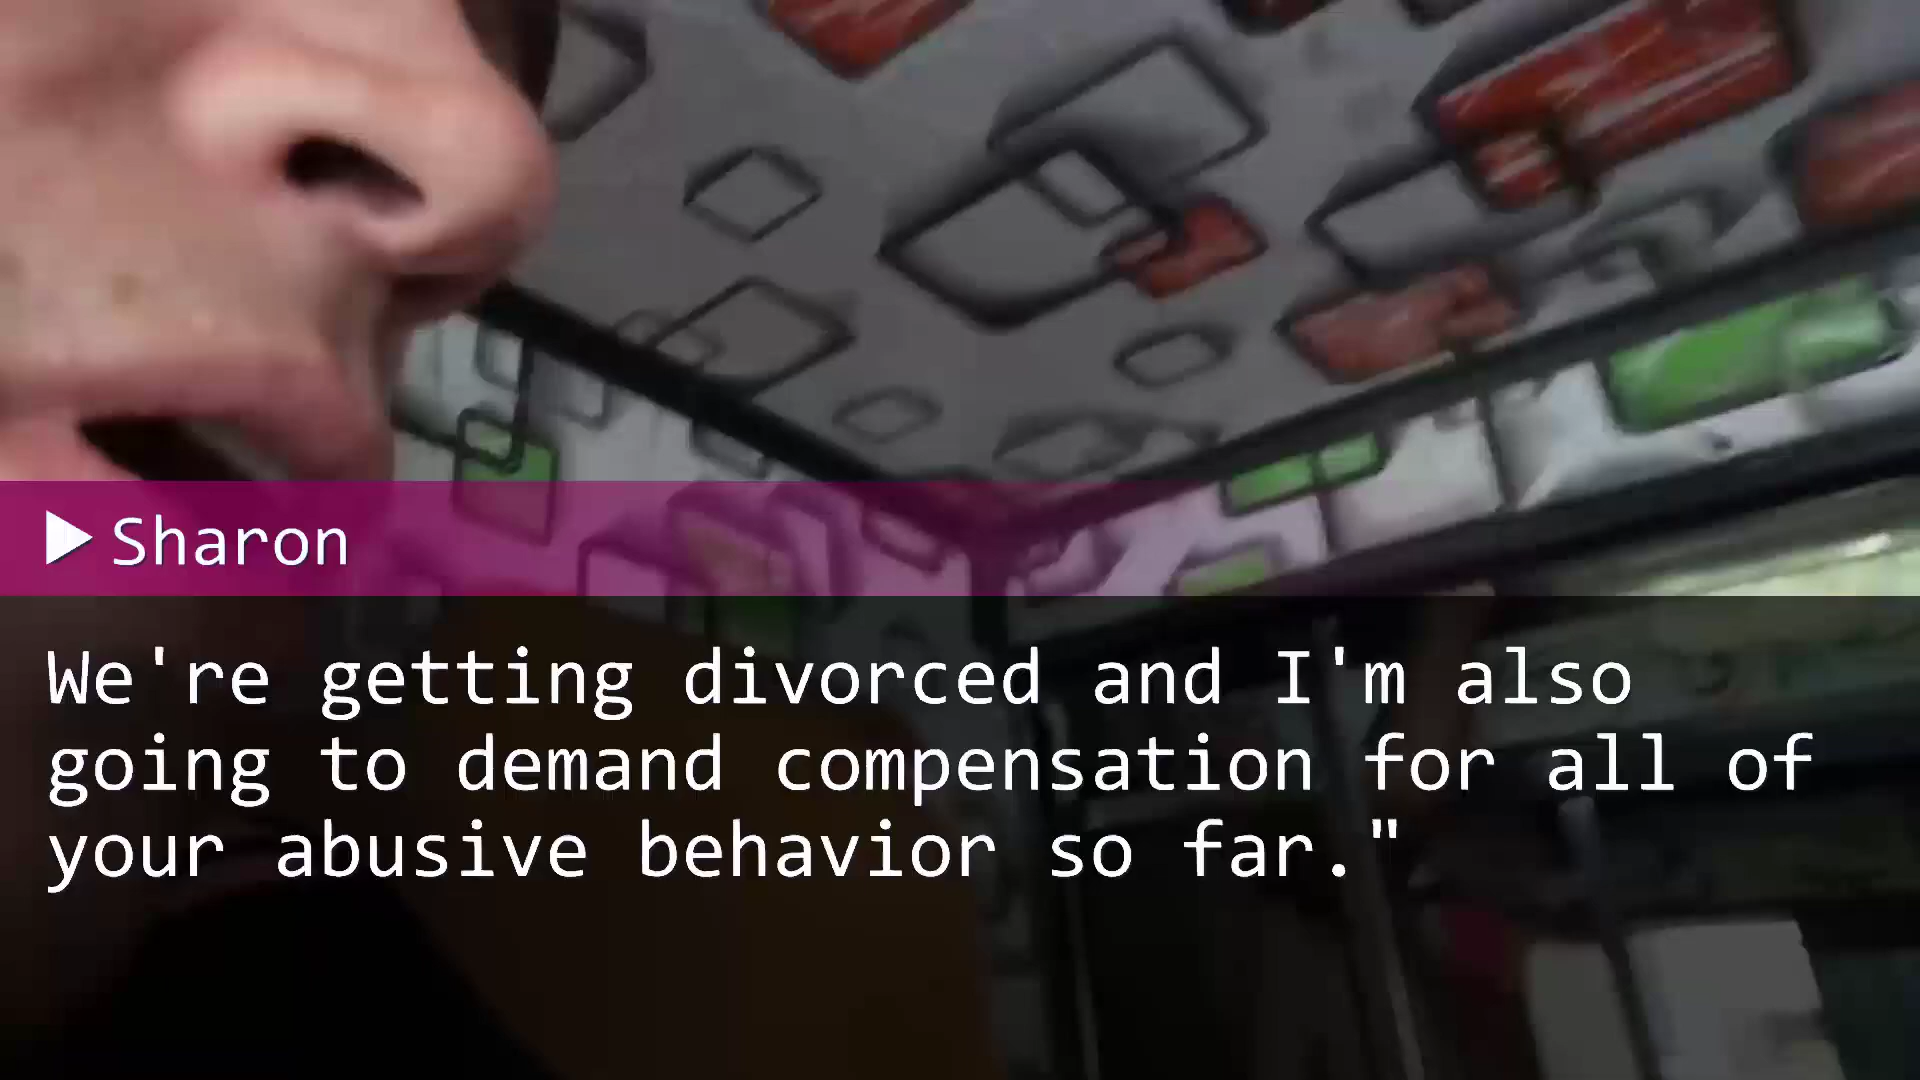 Sharon
We're getting divorced and I'm also
going to demand compensation for all of
your abusive behavior so far."